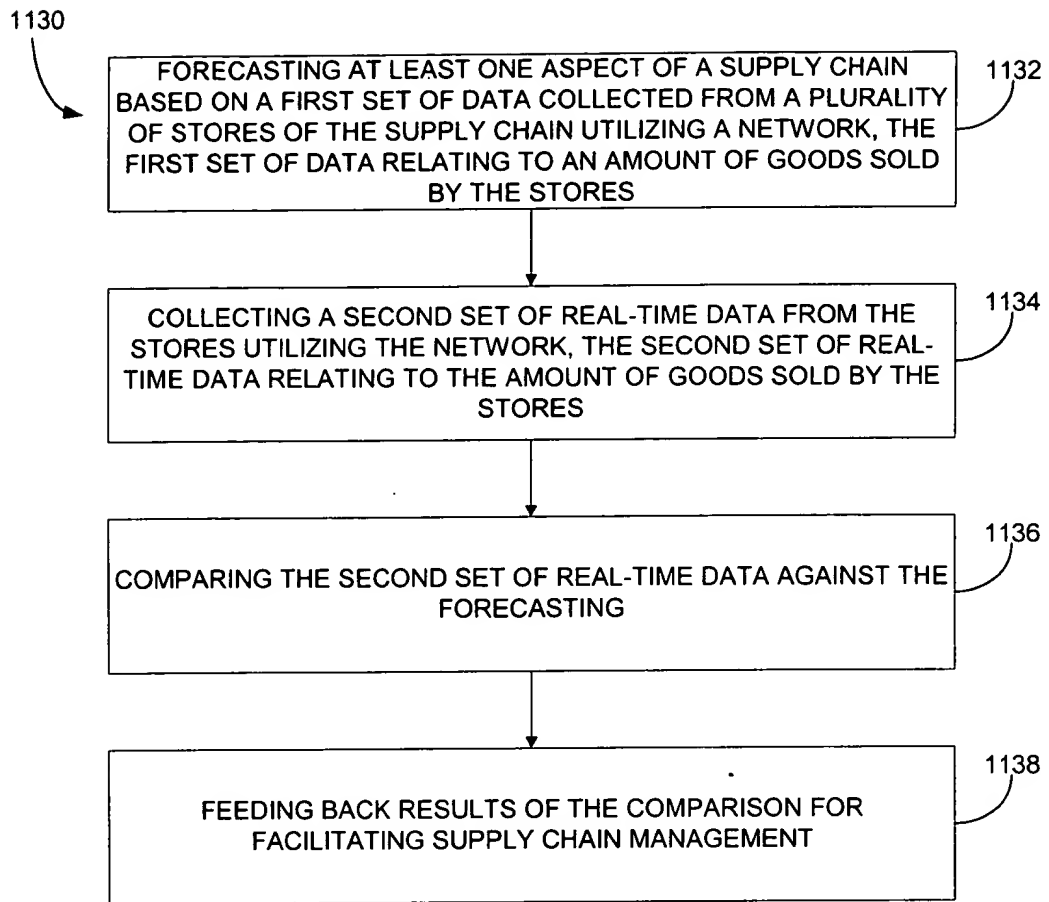 1130
FORECASTING AT LEAST ONE ASPECT OF A SUPPLY CHAIN
BASED ON A FIRST SET OF DATA COLLECTED FROM A PLURALITY
OF STORES OF THE SUPPLY CHAIN UTILIZING A NETWORK, THE
FIRST SET OF DATA RELATING TO AN AMOUNT OF GOODS SOLD
BY THE STORES
1132
COLLECTING A SECOND SET OF REAL-TIME DATA FROM THE
STORES UTILIZING THE NETWORK, THE SECOND SET OF REAL-
TIME DATA RELATING TO THE AMOUNT OF GOODS SOLD BY THE
STORES
1134
COMPARING THE SECOND SET OF REAL-TIME DATA AGAINST THE
FORECASTING
1136
FEEDING BACK RESULTS OF THE COMPARISON FOR
FACILITATING SUPPLY CHAIN MANAGEMENT
1138